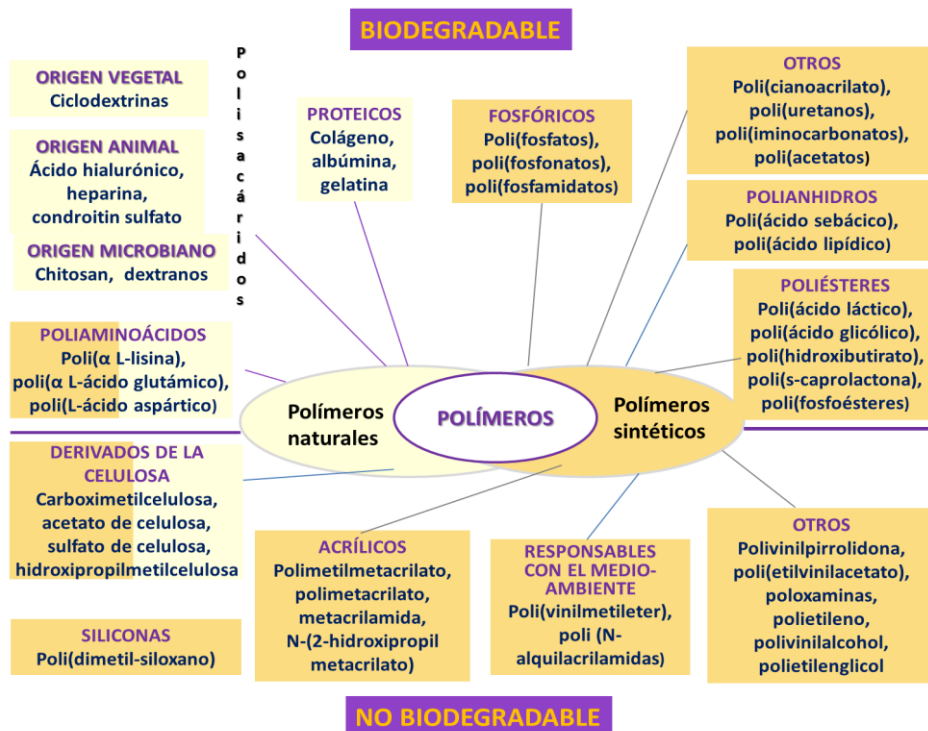 BIODEGRADABLE
ORIGEN VEGETAL
Ciclodextrinas
ORIGEN ANIMAL
Ácido hialurónico,
heparina,
condroitin sulfato
ORIGEN MICROBIANO
Chitosan, dextranos
Polisacáridos
PROTEICOS
Colágeno,
albúmina,
gelatina
FOSFÓRICOS
Poli(fosfatos),
poli(fosfonatos),
poli(fosfamidatos)
OTROS
Poli(cianoacrilato),
poli(uretanos),
poli(iminocarbonatos),
poli(acetatos)
POLIANHIDROS
Poli(ácido sebácico),
poli(ácido lipídico)
POLIÉSTERES
Poli(ácido láctico),
poli(ácido glicólico),
poli(hidroxibutirato),
poli(s-caprolactona),
poli(fosfoésteres)
POLIAMINOÁCIDOS
Poli(α L-lisina),
poli(α L-ácido glutámico),
poli(L-ácido aspártico)
Polímeros
naturales
POLÍMEROS
Polímeros
sintéticos
DERIVADOS DE LA
CELULOSA
Carboximetilcelulosa,
acetato de celulosa,
sulfato de celulosa,
hidroxipropilmetilcelulosa
SILICONAS
Poli(dimetil-siloxano)
ACRÍLICOS
Polimetilmetacrilato,
polimetacrilato,
metacrilamida,
N-(2-hidroxipropil
metacrilato)
RESPONSABLES
CON EL MEDIO-
AMBIENTE
Poli(vinilmetileter),
poli (N-
alquilacrilamidas)
OTROS
Polivinilpirrolidona,
poli(etilvinilacetato),
poloxaminas,
polietileno,
polivinilalcohol,
polietilenglicol
NO BIODEGRADABLE